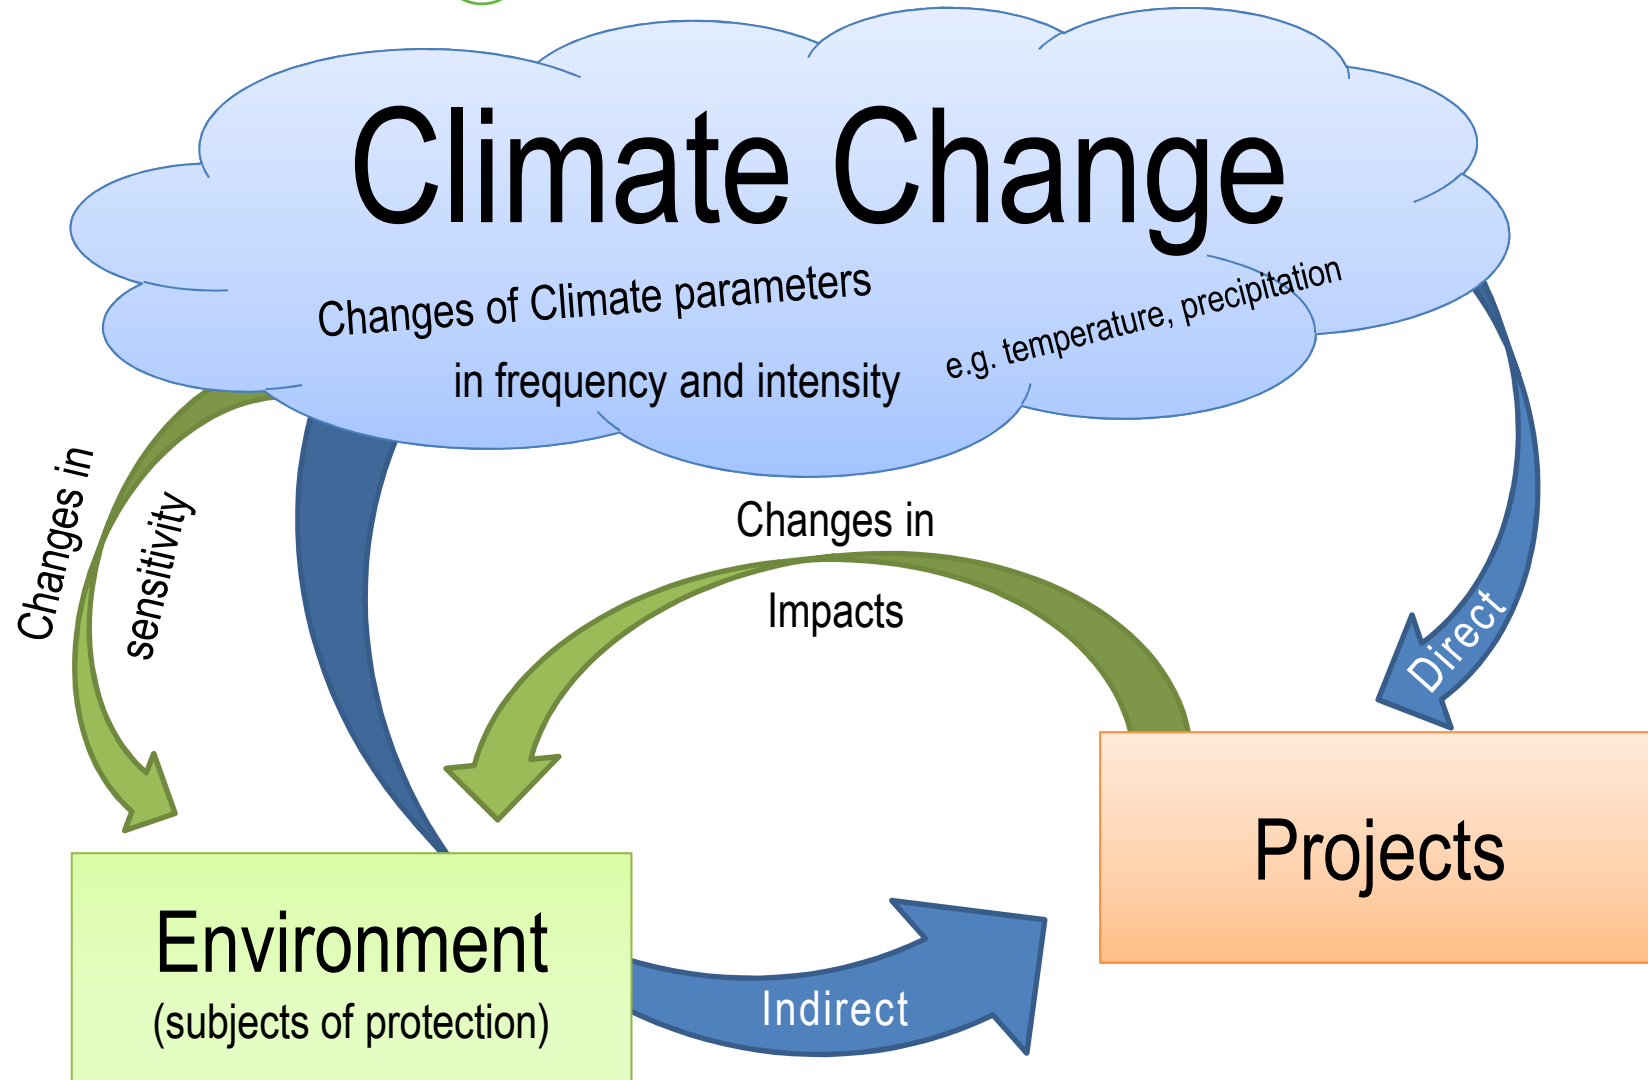 Climate Change
Changes of Climate parameters
in frequency and intensity
e.g. temperature, precipitation
Changes in
sensitivity
Changes in
Impacts
Direct
Projects
Environment
(subjects of protection)
Indirect